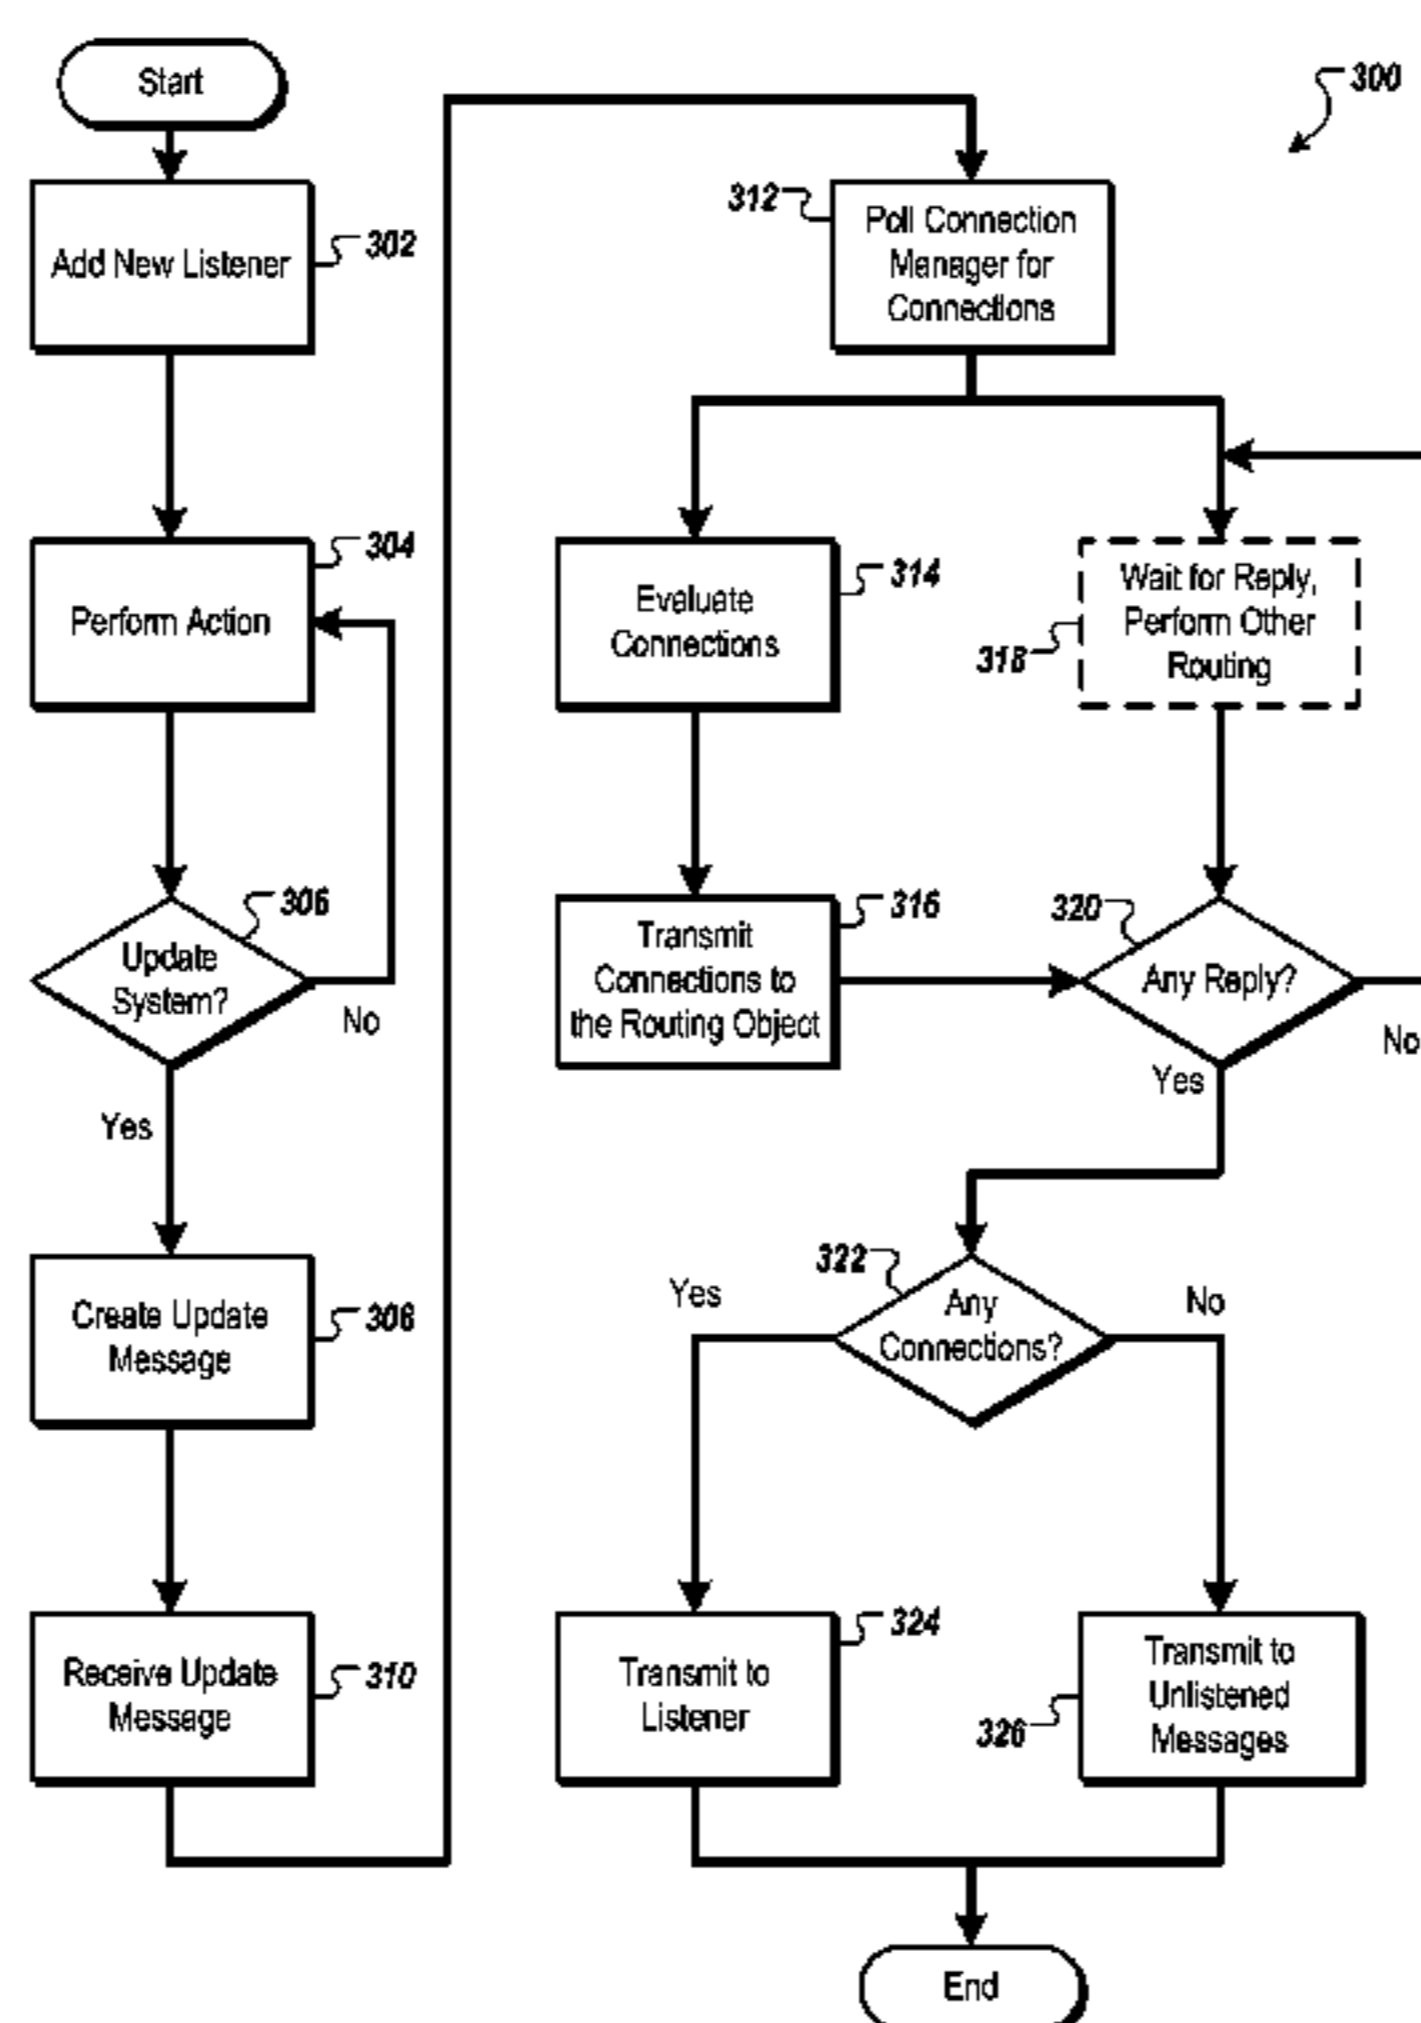 Start
300
Add New Listener
302
312
Poll Connection
Manager for
Connections
Perform Action
304
Evaluate
Connections
314
Wait for Reply,
Perform Other
Routing
318
Update
System?
306
No
Yes
Transmit
Connections to
the Routing Object
316
320
Any Reply?
No
Yes
Create Update
Message
308
322
Any
Connections?
Yes
No
Receive Update
Message
310
Transmit to
Listener
324
Transmit to
Unlistened
Messages
326
End